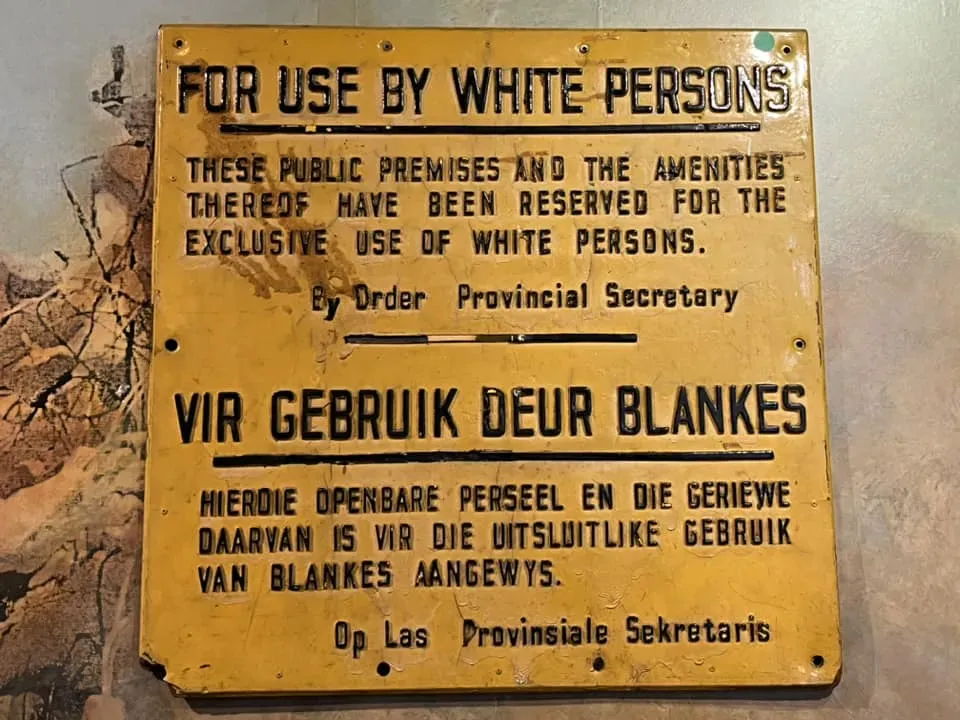 FOR USE BY WHITE PERSONS
THESE PUBLIC PREMISES AND THE AMENITIES
THEREOF HAVE BEEN RESERVED FOR THE
EXCLUSIVE USE OF WHITE PERSONS.
By Order Provincial Secretary
VIR GEBRUIK DEUR BLANKES
HIERDIE OPENBARE PERSEEL EN DIE GERIEWE
DAARVAN IS VIR DIE UITSLUITLIKE GEBRUIK
VAN BLANKES AANGEWYS.
Op Las Provinsiale Sekretaris